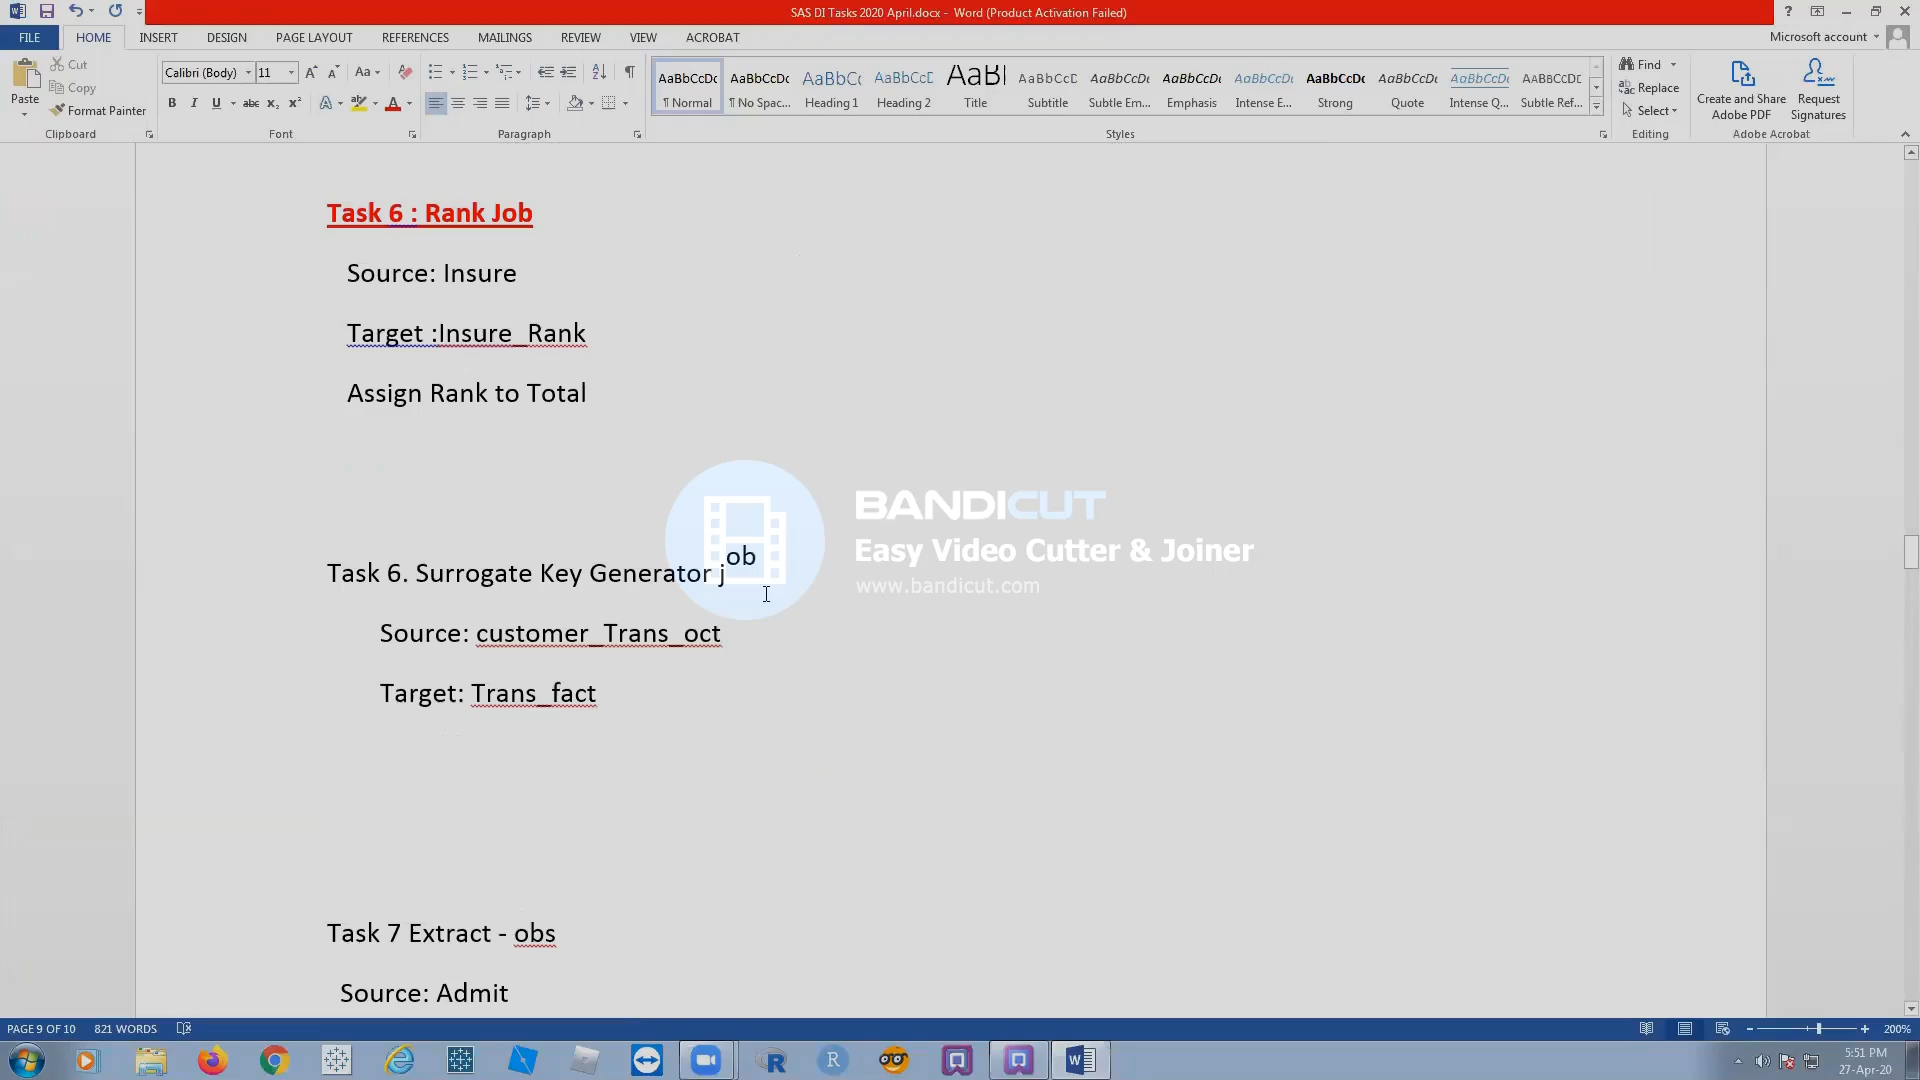 SAS DI Tasks 2020 April.docx - Word (Product Activation Failed)
FILE HOME INSERT DESIGN PAGE LAYOUT REFERENCES MAILINGS REVIEW VIEW ACROBAT Microsoft account
Paste
Cut
Copy
Format Painter
Clipboard
Calibri (Body) 11
Font
Paragraph
AaBbCcDc AaBbCcDc AaBbCc AaBbCcD AaBl AaBbCcD AaBbCcDc AaBbCcDc AaBbCcDc AaBbCcDc AaBbCcDc AaBbCcDc AABBCCDE
¶ Normal ¶ No Spac... Heading 1 Heading 2 Title Subtitle Subtle Em... Emphasis Intense E... Strong Quote Intense Q... Subtle Ref...
Styles
Find
Replace
Select
Editing
Create and Share Adobe PDF
Request Signatures
Adobe Acrobat
Task 6 : Rank Job
Source: Insure
Target :Insure_Rank
Assign Rank to Total
BANDICUT
Easy Video Cutter & Joiner
www.bandicut.com
Task 6. Surrogate Key Generator job
Source: customer_Trans_oct
Target: Trans_fact
Task 7 Extract - obs
Source: Admit
PAGE 9 OF 10 821 WORDS 200%
5:51 PM
27-Apr-20